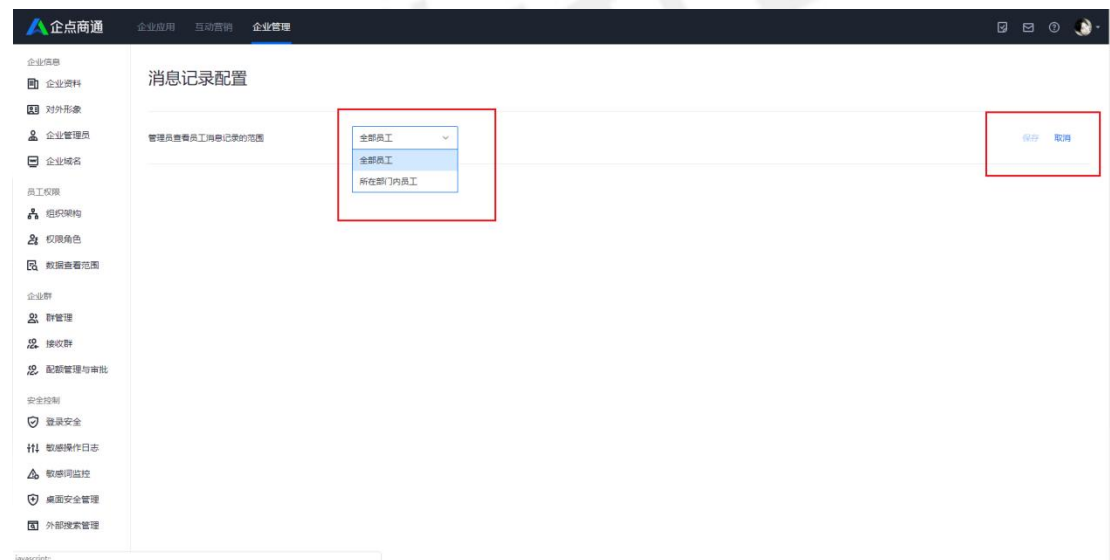 企点商通 企业应用 互动营销 企业管理
企业信息
企业资料
对外形象
企业管理员
企业域名
员工权限
组织架构
权限角色
数据查看范围
企业群
群管理
接收群
配额管理与审批
安全控制
登录安全
敏感操作日志
敏感词监控
桌面安全管理
外部搜索管理
消息记录配置
管理员查看员工消息记录的范围
全部员工
全部员工
所在部门内员工
保存 取消
javascript: